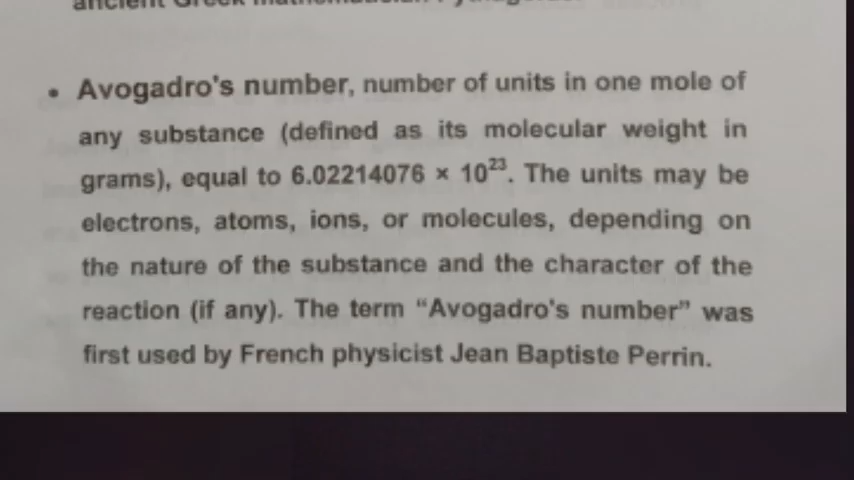 ancient Greek
• Avogadro's number, number of units in one mole of
any substance (defined as its molecular weight in
grams), equal to 6.02214076 × 10²³. The units may be
electrons, atoms, ions, or molecules, depending on
the nature of the substance and the character of the
reaction (if any). The term “Avogadro's number” was
first used by French physicist Jean Baptiste Perrin.